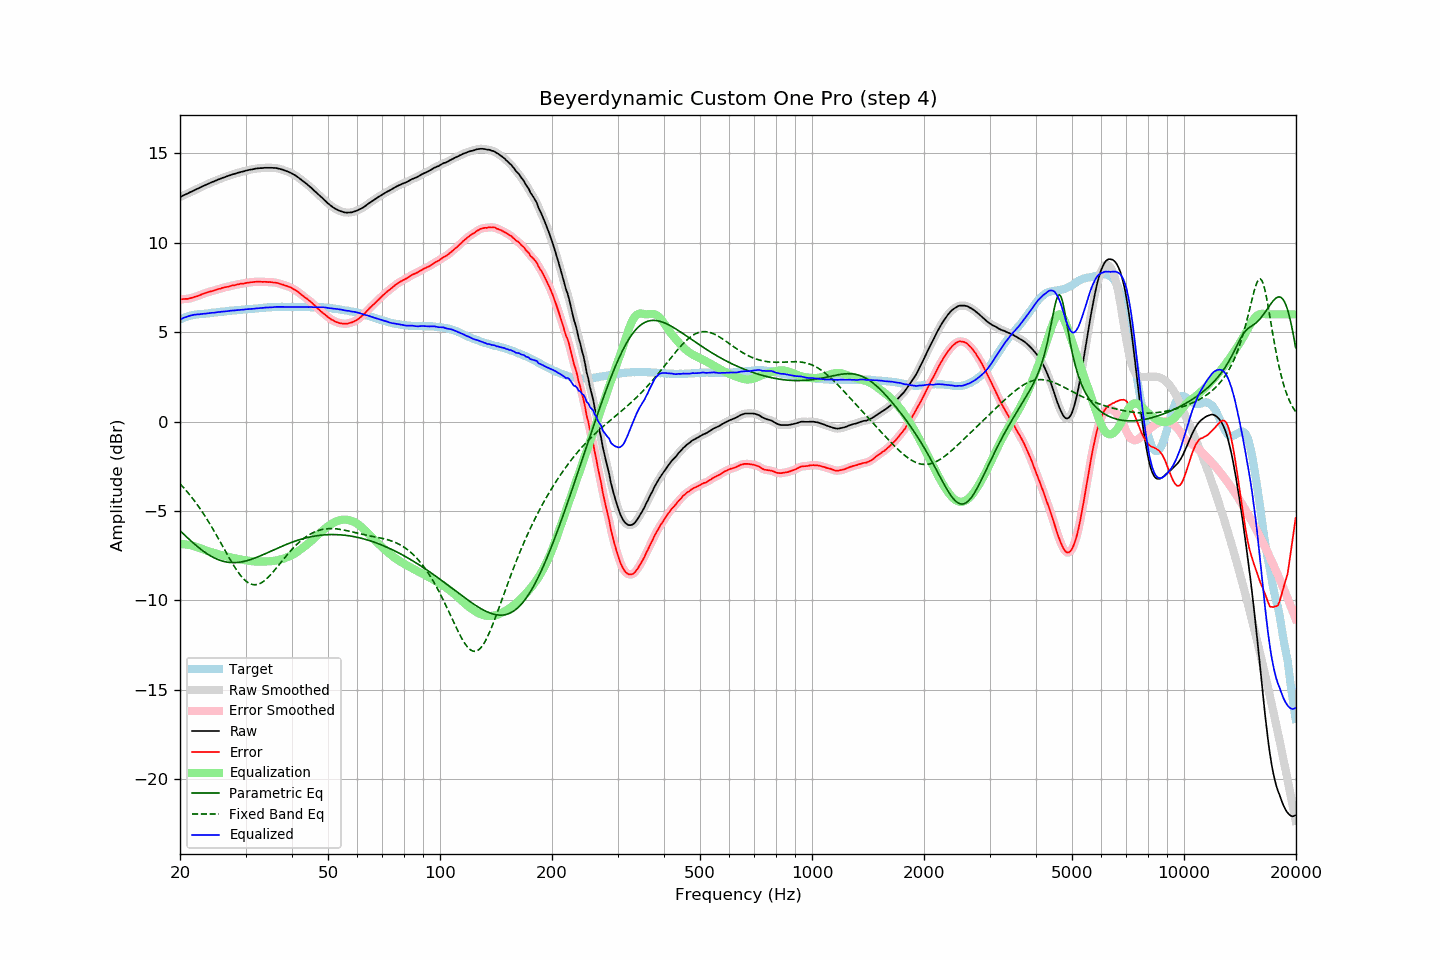 Beyerdynamic Custom One Pro (step 4)
15
10
5
0
−5
−10
−15
−20
Amplitude (dBr)
Target
Raw Smoothed
Error Smoothed
Raw
Error
Equalization
Parametric Eq
Fixed Band Eq
Equalized
20 50 100 200 500 1000 2000 5000 10000 20000
Frequency (Hz)